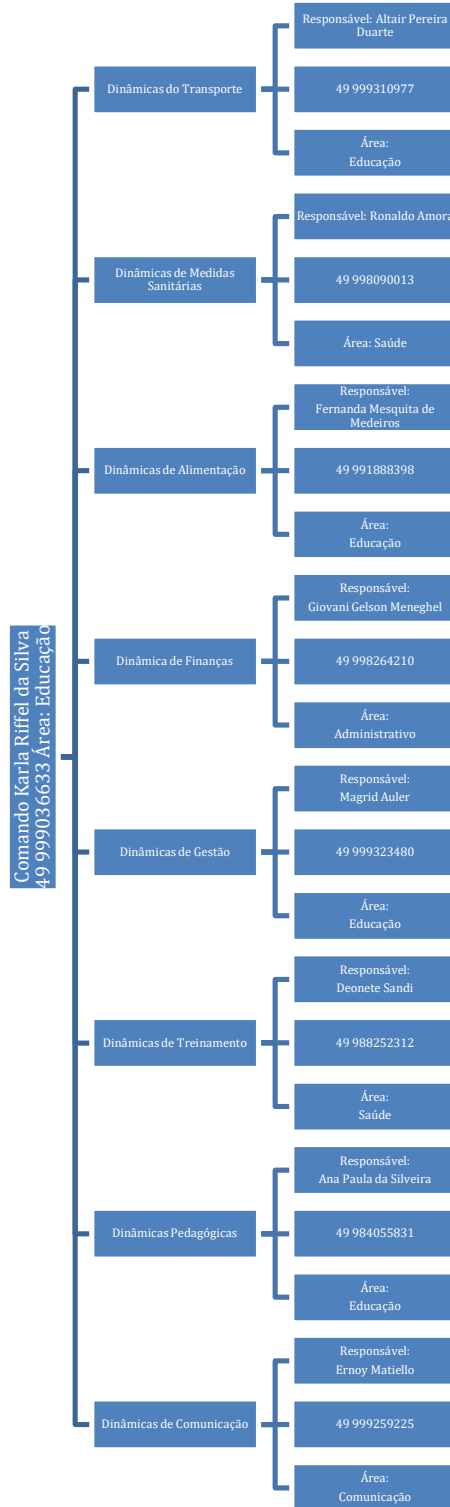 Comando Karla Riffel da Silva
49 999036633 Área: Educação
Dinâmicas do Transporte
Responsável: Altair Pereira
Duarte
49 999310977
Área:
Educação
Dinâmicas de Medidas
Sanitárias
Responsável: Ronaldo Amora
49 998090013
Área: Saúde
Dinâmicas de Alimentação
Responsável:
Fernanda Mesquita de
Medeiros
49 991888398
Área:
Educação
Dinâmica de Finanças
Responsável:
Giovani Gelson Meneghel
49 998264210
Área:
Administrativo
Dinâmicas de Gestão
Responsável:
Magrid Auler
49 999323480
Área:
Educação
Dinâmicas de Treinamento
Responsável:
Deonete Sandi
49 988252312
Área:
Saúde
Dinâmicas Pedagógicas
Responsável:
Ana Paula da Silveira
49 984055831
Área:
Educação
Dinâmicas de Comunicação
Responsável:
Ernoy Matiello
49 999259225
Área:
Comunicação